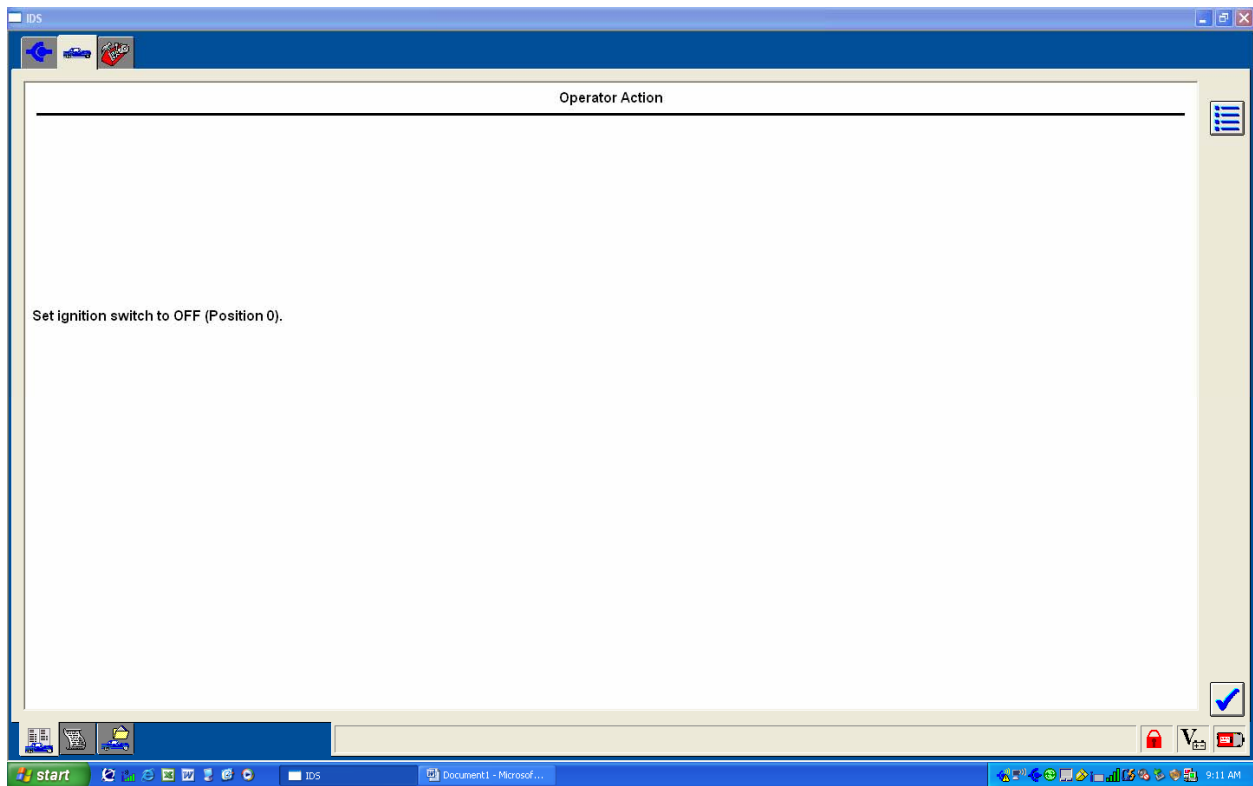 IDS
Operator Action
Set ignition switch to OFF (Position 0).
V
start
IDS
Document1 - Microsof...
9:11 AM